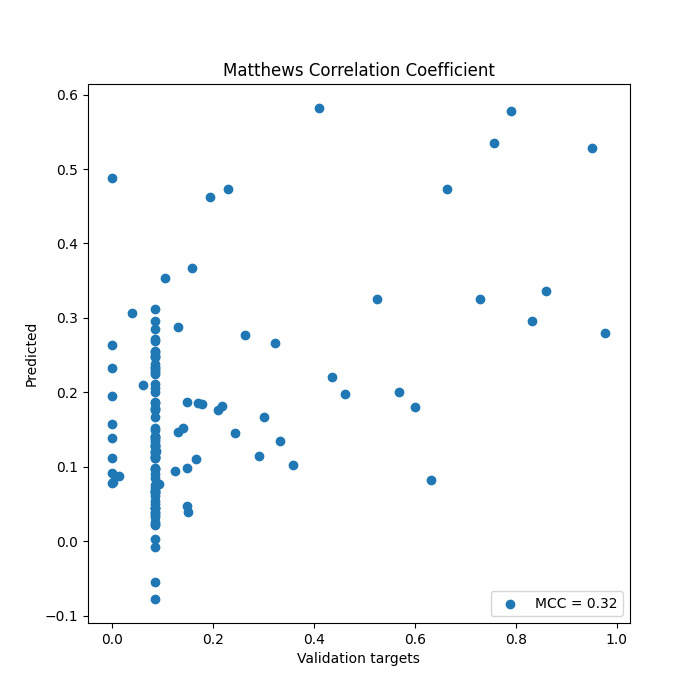 Matthews Correlation Coefficient
0.6
0.5
0.4
0.3
0.2
0.1
0.0
−0.1
Predicted
MCC = 0.32
0.0 0.2 0.4 0.6 0.8 1.0
Validation targets